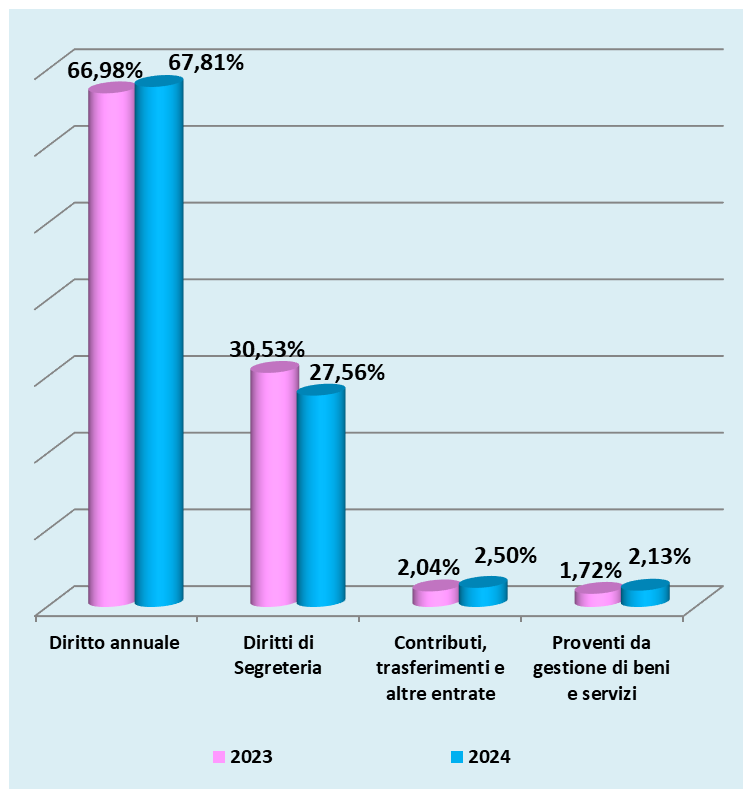 66,98%
67,81%
30,53%
27,56%
2,04%
2,50%
1,72%
2,13%
Diritto annuale
Diritti di
Segreteria
Contributi,
trasferimenti e
altre entrate
Proventi da
gestione di beni
e servizi
2023
2024